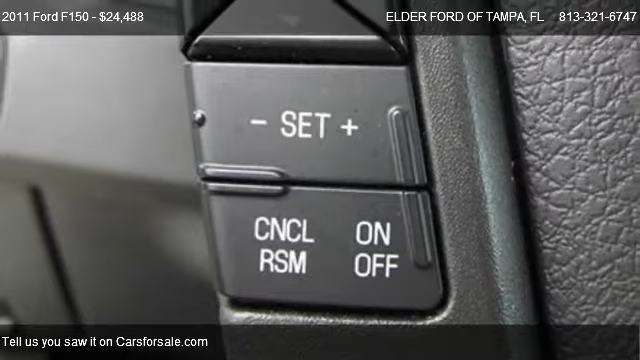 2011 Ford F150 - $24,488
ELDER FORD OF TAMPA, FL
813-321-6747
- SET +
CNCL ON
RSM OFF
Tell us you saw it on Carsforsale.com